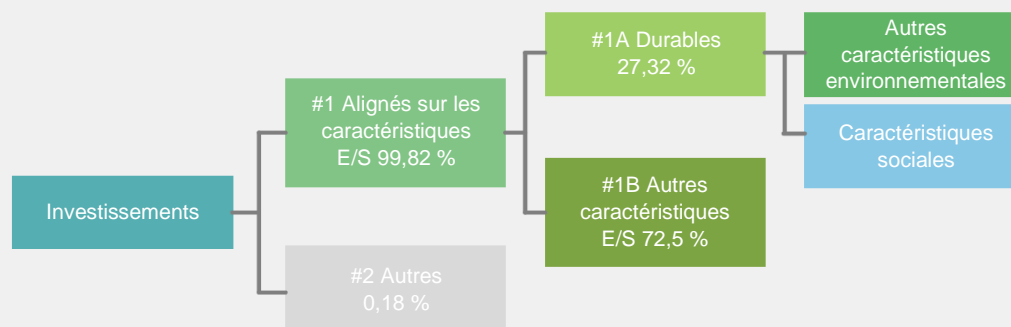 Investissements
#1 Alignés sur les
caractéristiques
E/S 99,82 %
#2 Autres
0,18 %
#1A Durables
27,32 %
#1B Autres
caractéristiques
E/S 72,5 %
Autres
caractéristiques
environnementales
Caractéristiques
sociales